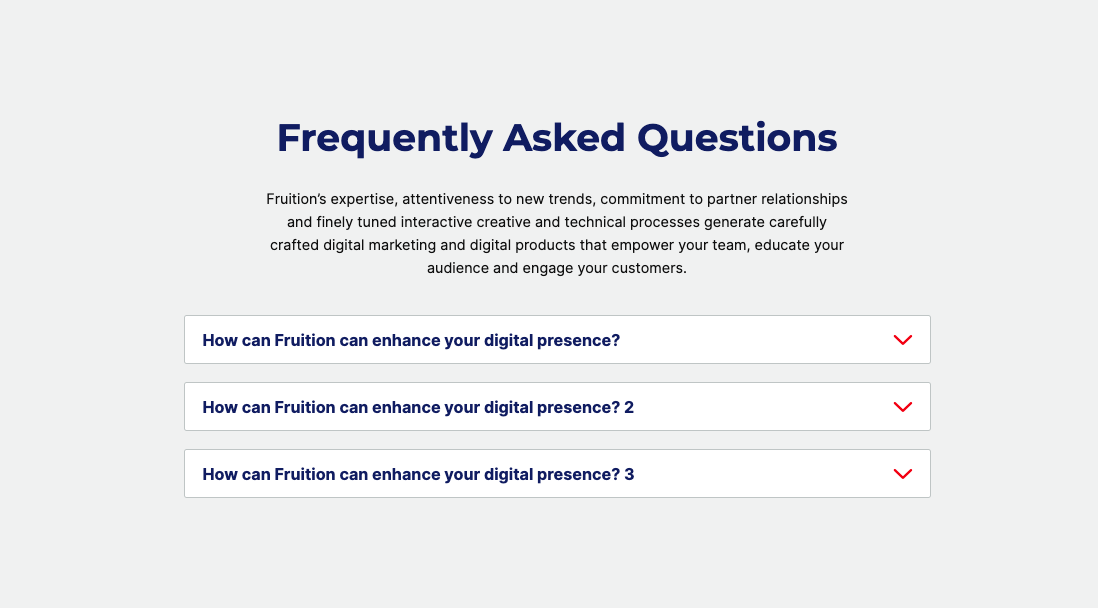 Frequently Asked Questions
Fruition’s expertise, attentiveness to new trends, commitment to partner relationships
and finely tuned interactive creative and technical processes generate carefully
crafted digital marketing and digital products that empower your team, educate your
audience and engage your customers.
How can Fruition can enhance your digital presence?
How can Fruition can enhance your digital presence? 2
How can Fruition can enhance your digital presence? 3